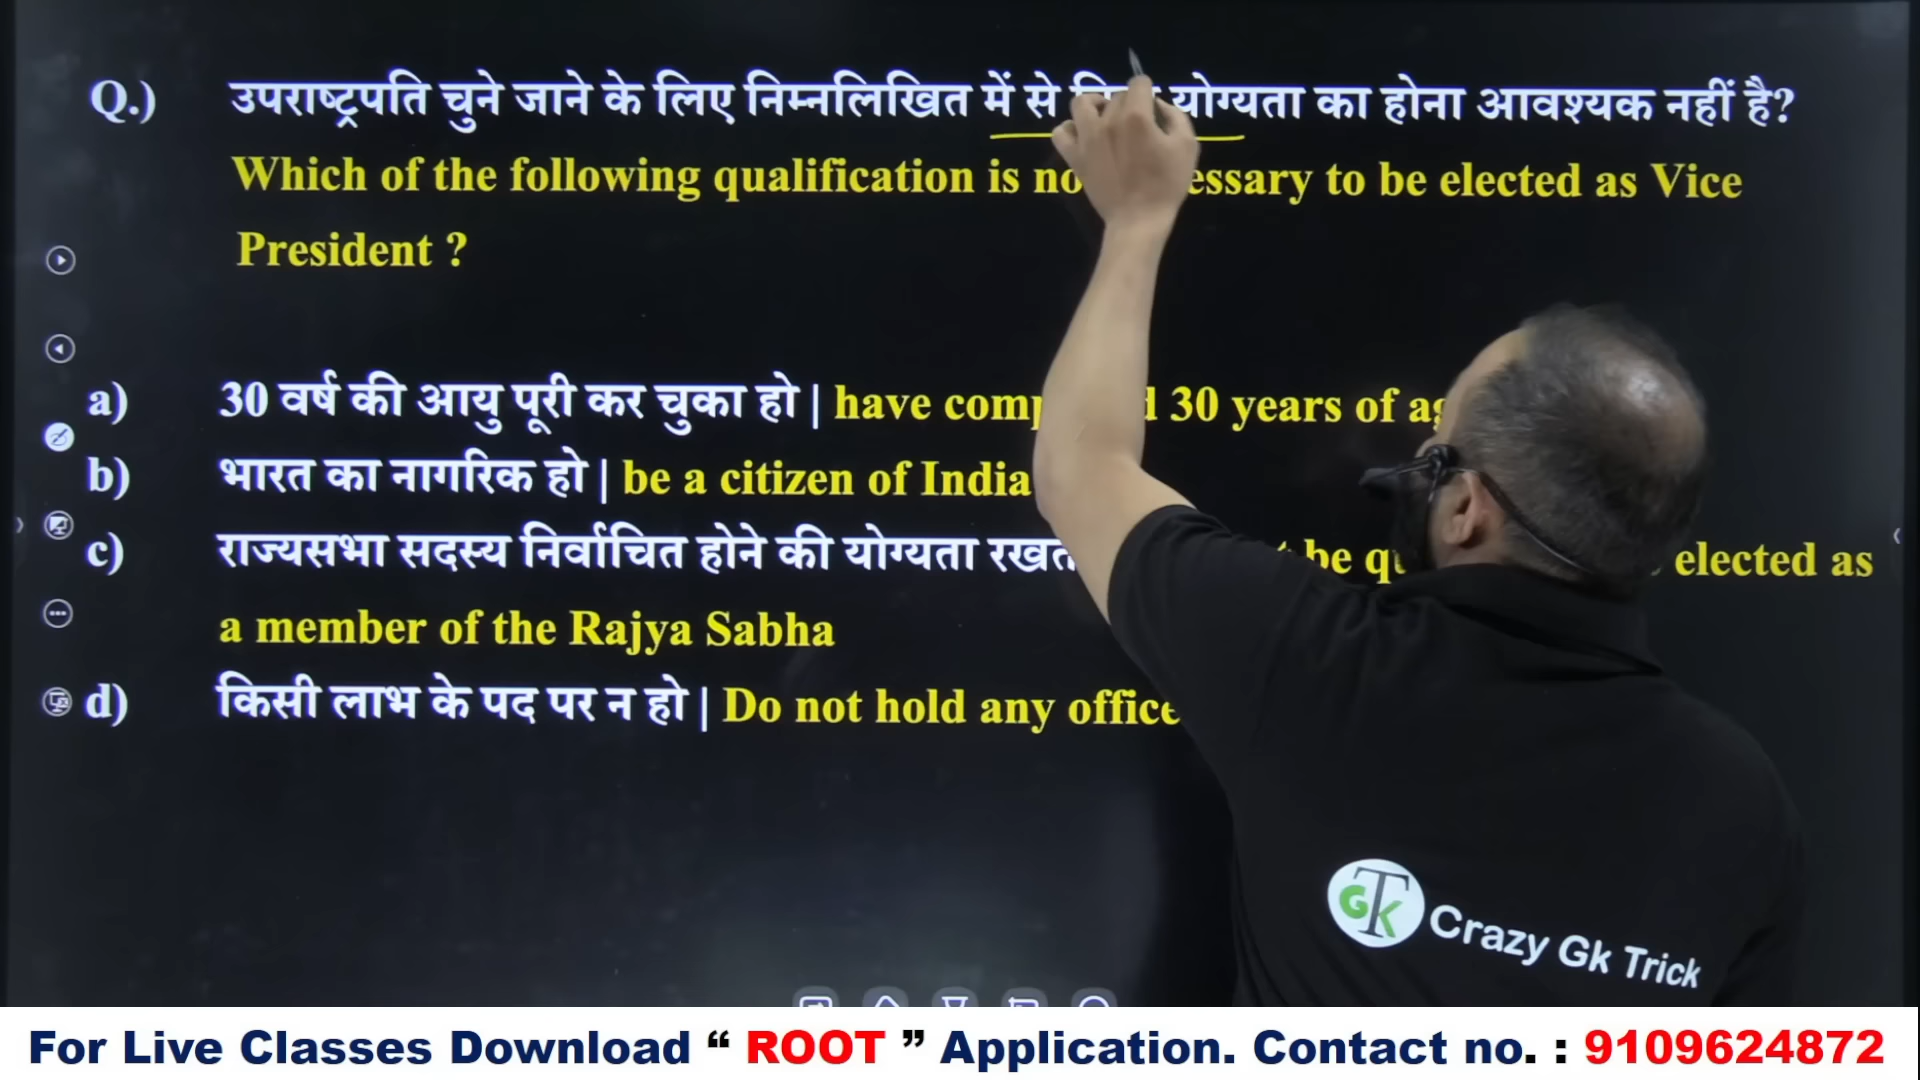 Q.) उपराष्ट्रपति चुने जाने के लिए निम्नलिखित में से योग्यता का होना आवश्यक नहीं है?
Which of the following qualification is to be elected as Vice
President ?
a) 30 वर्ष की आयु पूरी कर चुका हो | have 30 years of
b) भारत का नागरिक हो | be a citizen of India
c) राज्यसभा सदस्य निर्वाचित होने की योग्यता be elected as
a member of the Rajya Sabha
d) किसी लाभ के पद पर न हो | Do not hold any office
GTK Crazy Gk Trick
For Live Classes Download “ ROOT ” Application. Contact no. : 9109624872